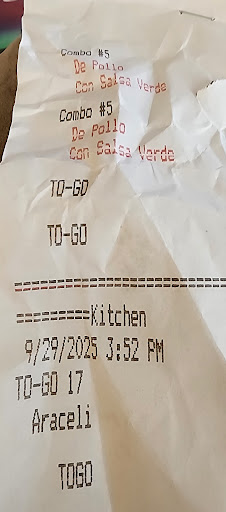 Combo #5
De Pollo
Con Salsa Verde
Combo #5
De Pollo
Con Salsa Verde
TO-GO
TO-GO
==============================
=========Kitchen
9/29/2025 3:52 PM
TO-GO 17
Araceli
TOGO